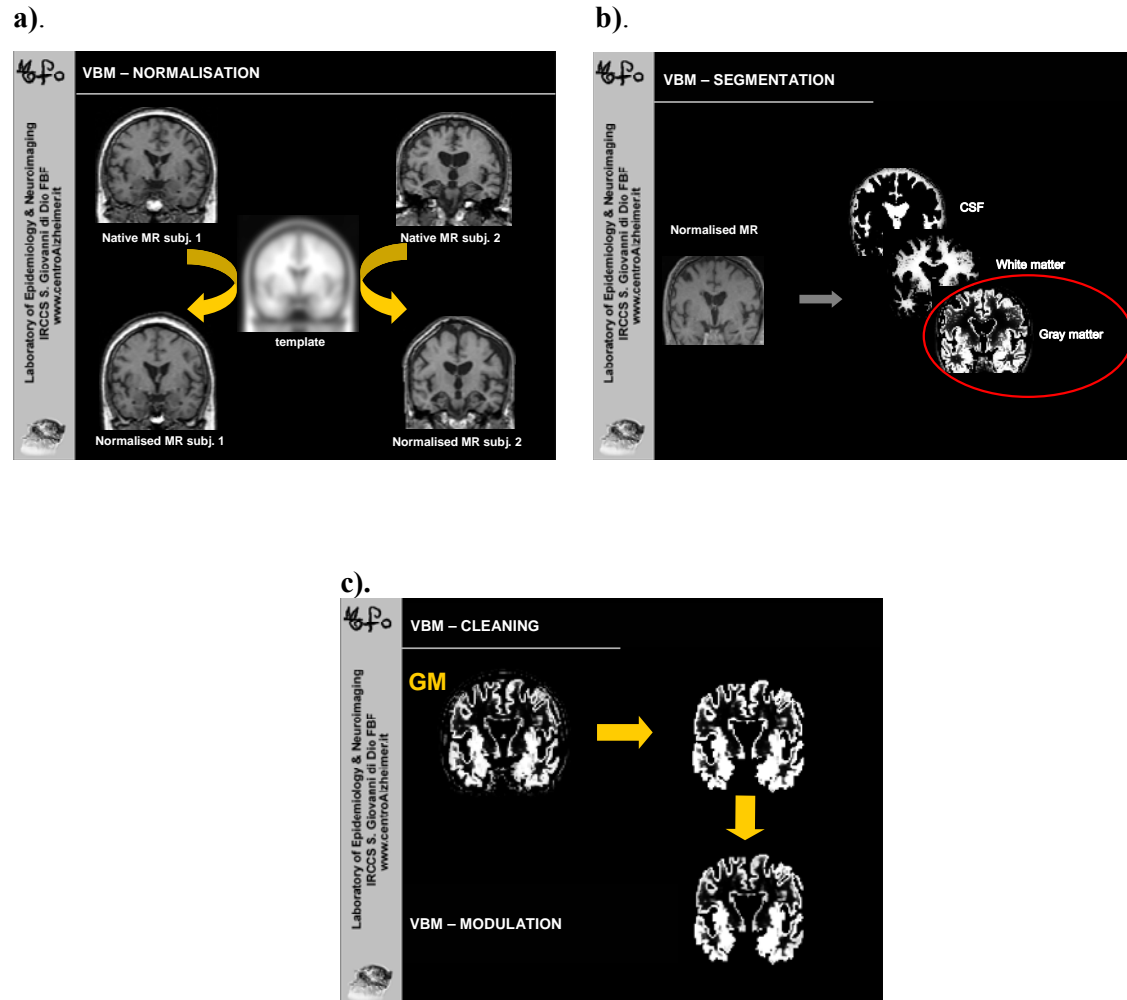 a).
VBM – NORMALISATION
Laboratory of Epidemiology & Neuroimaging
IRCCS S. Giovanni di Dio FBF
www.centroAlzheimer.it
Native MR subj. 1
Native MR subj. 2
template
Normalised MR subj. 1
Normalised MR subj. 2
b).
VBM – SEGMENTATION
Laboratory of Epidemiology & Neuroimaging
IRCCS S. Giovanni di Dio FBF
www.centroAlzheimer.it
CSF
Normalised MR
White matter
Gray matter
c).
VBM – CLEANING
Laboratory of Epidemiology & Neuroimaging
IRCCS S. Giovanni di Dio FBF
www.centroAlzheimer.it
GM
VBM – MODULATION